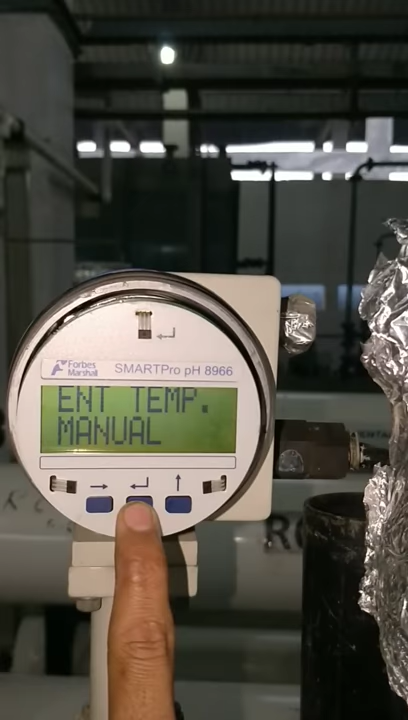 Forbes
Marshall
SMARTPro pH 8966
ENT TEMP.
MANUAL